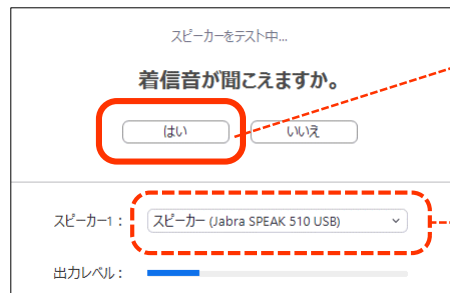 スピーカーをテスト中...
着信音が聞こえますか。
はい いいえ
スピーカー1： スピーカー (Jabra SPEAK 510 USB)
出力レベル：